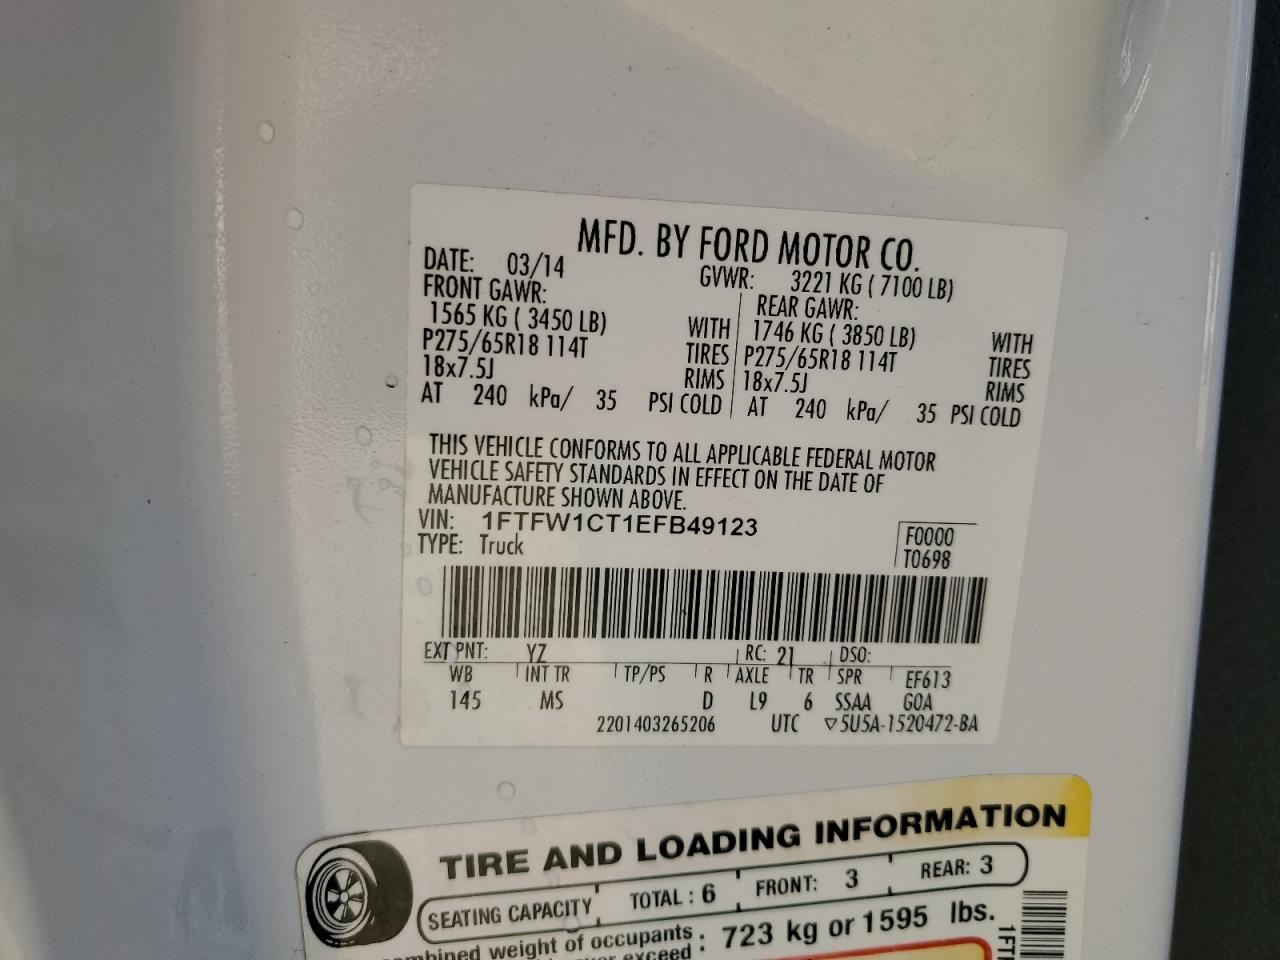 MFD. BY FORD MOTOR CO.
DATE: 03/14 GVWR: 3221 KG ( 7100 LB)
FRONT GAWR: REAR GAWR:
1565 KG ( 3450 LB) WITH 1746 KG ( 3850 LB) WITH
P275/65R18 114T TIRES P275/65R18 114T TIRES
18x7.5J RIMS 18x7.5J RIMS
AT 240 kPa/ 35 PSI COLD AT 240 kPa/ 35 PSI COLD
THIS VEHICLE CONFORMS TO ALL APPLICABLE FEDERAL MOTOR
VEHICLE SAFETY STANDARDS IN EFFECT ON THE DATE OF
MANUFACTURE SHOWN ABOVE.
VIN: 1FTFW1CT1EFB49123 F0000
TYPE: Truck T0698
EXT PNT: YZ RC: 21 DSO:
WB INT TR TP/PS R AXLE TR SPR EF613
145 MS D L9 6 SSAA GOA
2201403265206 UTC ▽5U5A-1520472-BA
TIRE AND LOADING INFORMATION
SEATING CAPACITY TOTAL : 6 FRONT: 3 REAR: 3
weight of occupants : 723 kg or 1595 lbs.
exceed :